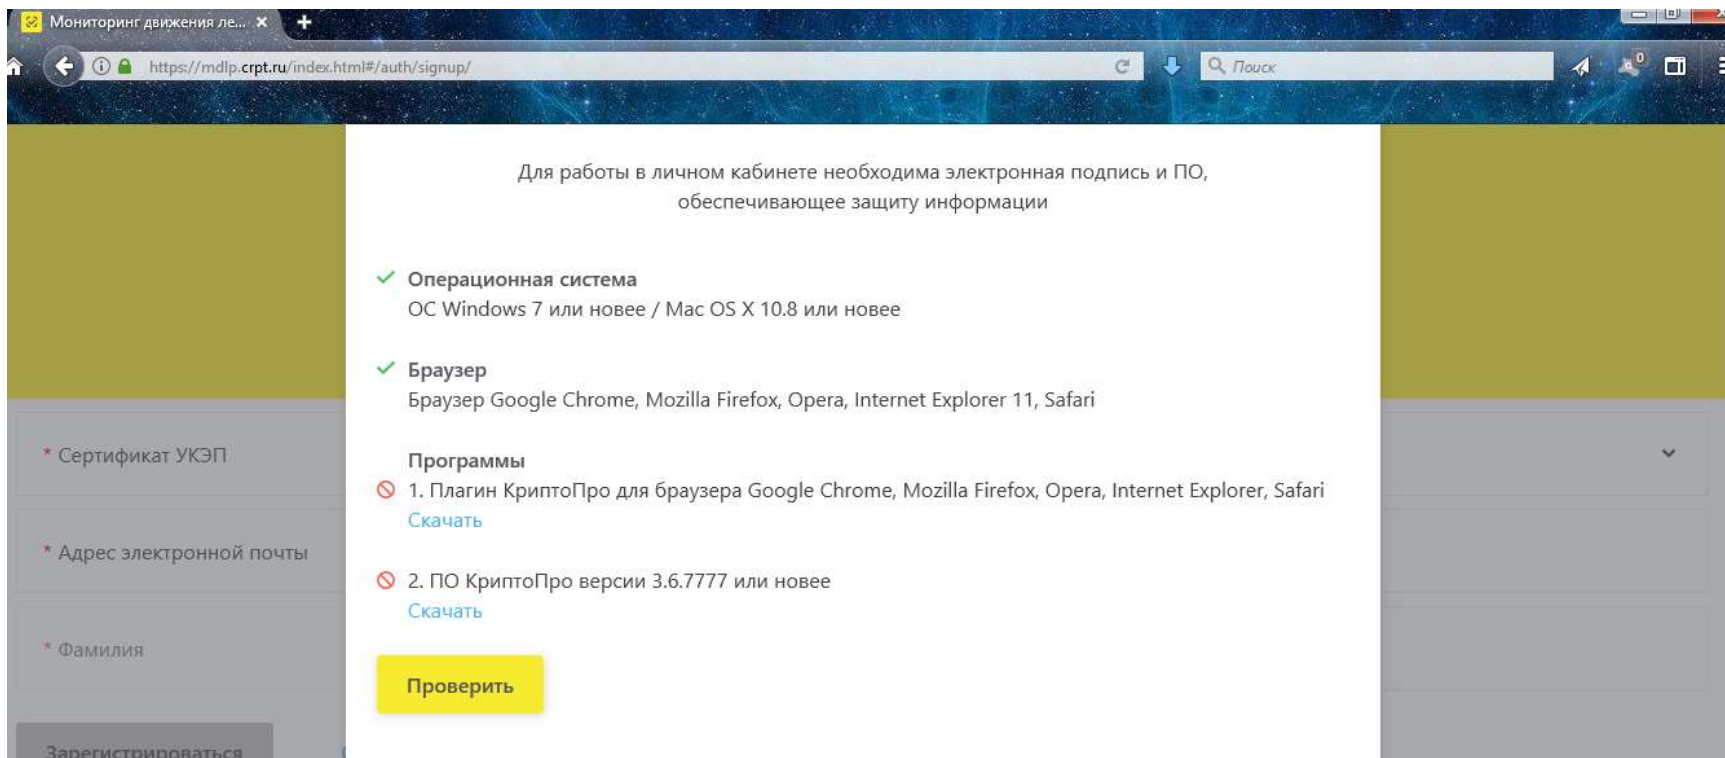 Мониторинг движения ле...
https://mdlp.crpt.ru/index.html#/auth/signup/
Поиск
0
Для работы в личном кабинете необходима электронная подпись и ПО,
обеспечивающее защиту информации
Операционная система
ОС Windows 7 или новее / Mac OS X 10.8 или новее
Браузер
Браузер Google Chrome, Mozilla Firefox, Opera, Internet Explorer 11, Safari
* Сертификат УКЭП
Программы
1. Плагин КриптоПро для браузера Google Chrome, Mozilla Firefox, Opera, Internet Explorer, Safari
Скачать
* Адрес электронной почты
2. ПО КриптоПро версии 3.6.7777 или новее
Скачать
* Фамилия
Проверить
Зарегистрироваться